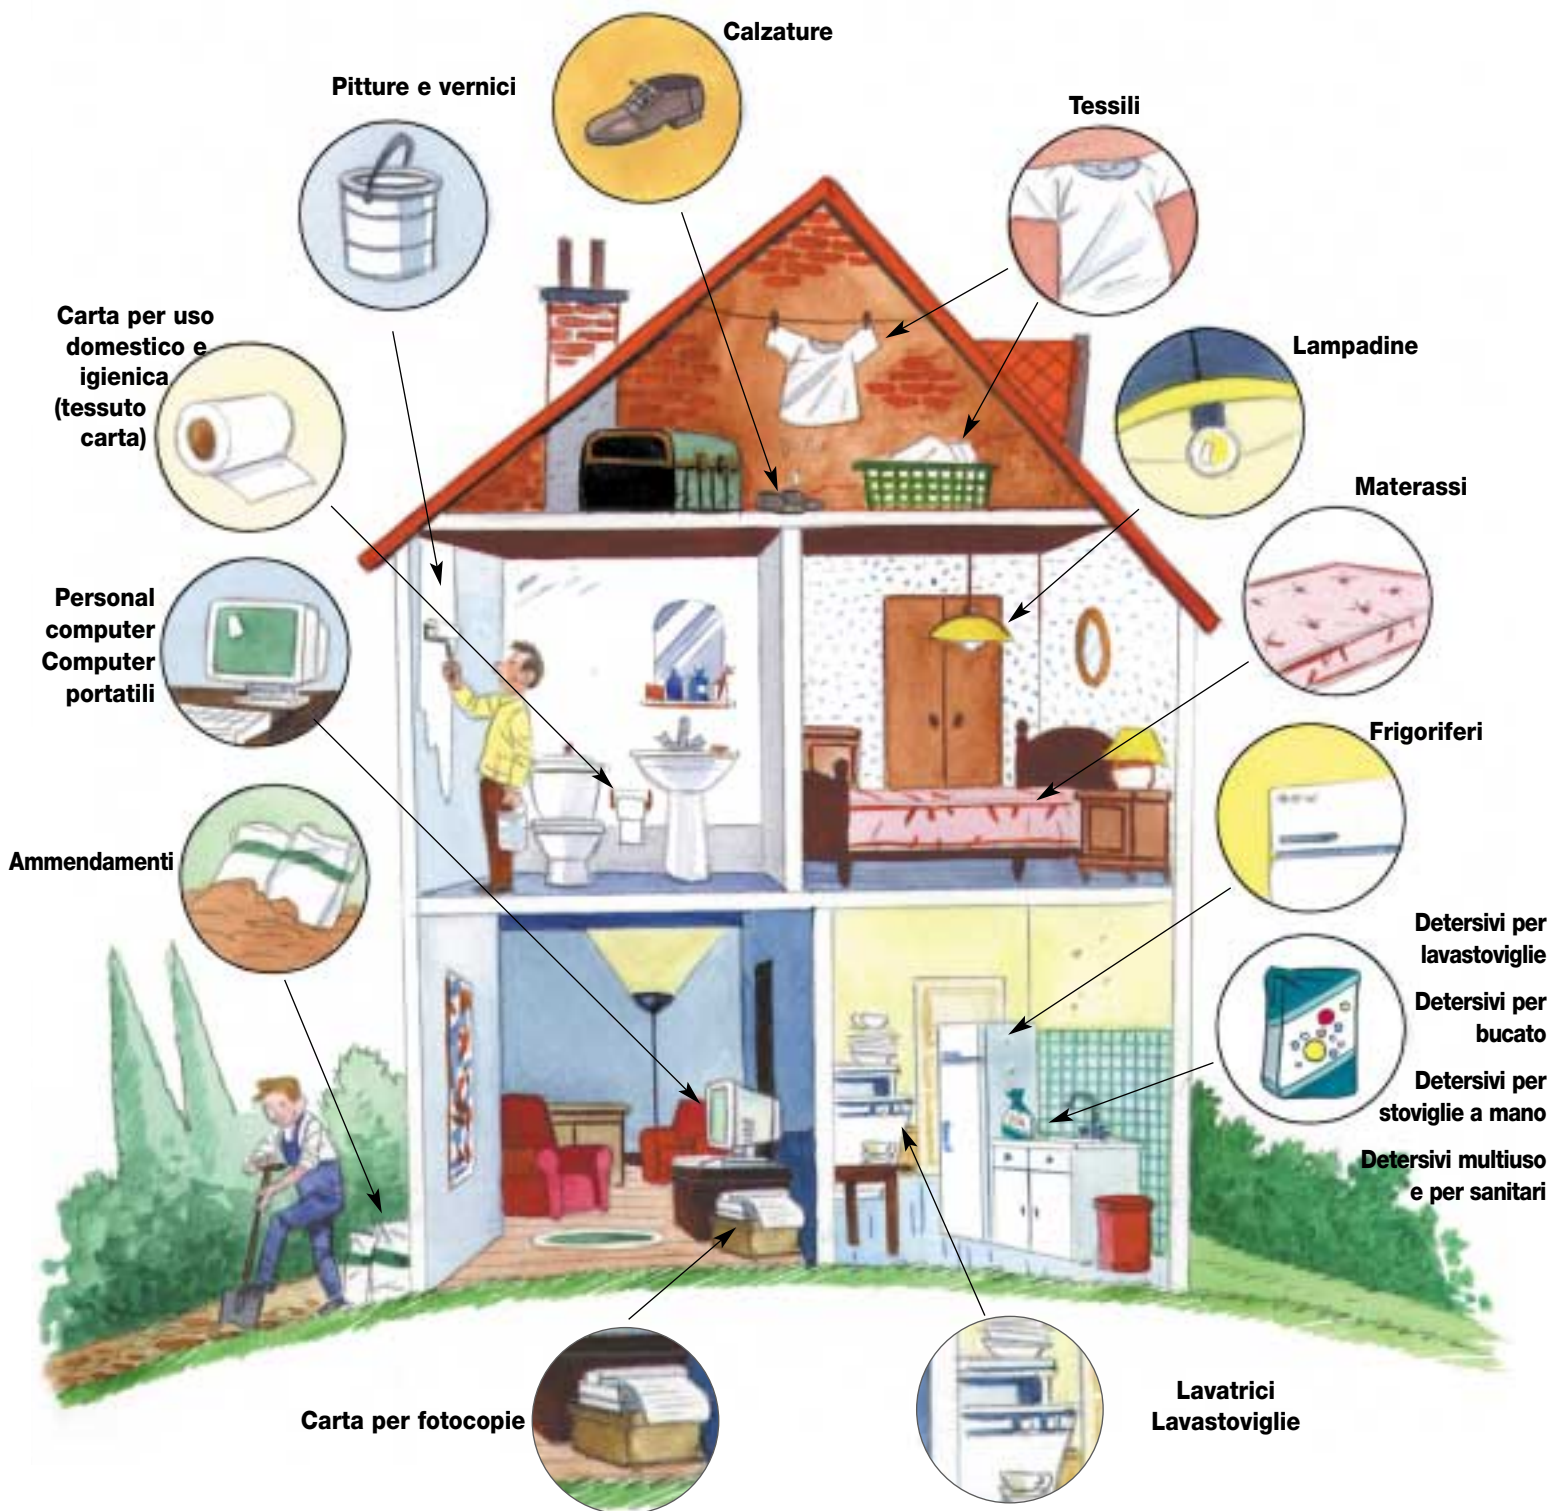 Calzature
Pitture e vernici
Tessili
Carta per uso
domestico e
igienica
(tessuto
carta)
Lampadine
Materassi
Personal
computer
Computer
portatili
Frigoriferi
Ammendamenti
Detersivi per
lavastoviglie
Detersivi per
bucato
Detersivi per
stoviglie a mano
Detersivi multiuso
e per sanitari
Carta per fotocopie
Lavatrici
Lavastoviglie